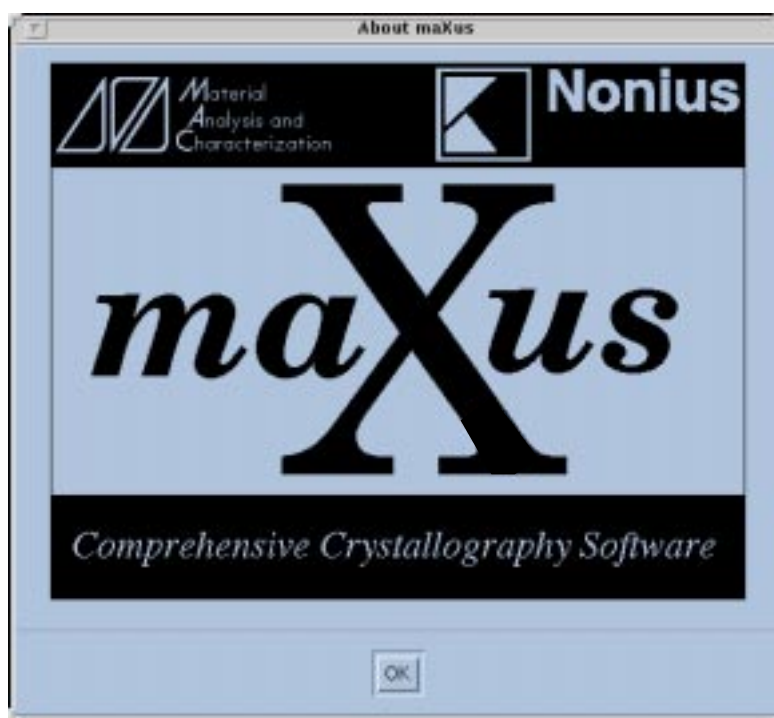 About maXus
Material
Analysis and
Characterization
Nonius
maXus
Comprehensive Crystallography Software
OK